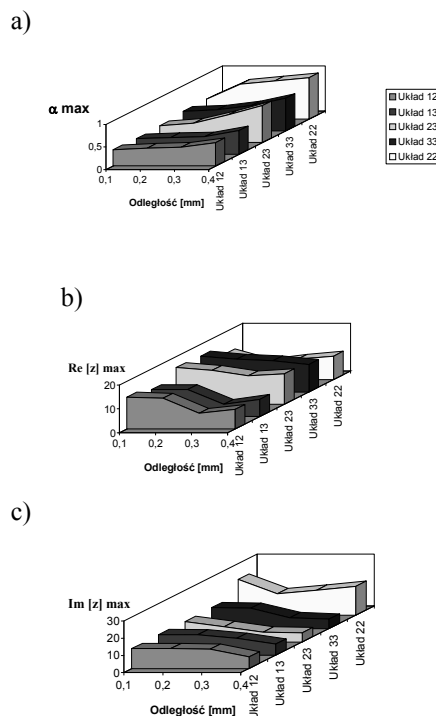 a)
α max
1
0,5
0
0,1
0,2
0,3
0,4
Odległość [mm]
Układ 12
Układ 13
Układ 23
Układ 33
Układ 22
Układ 12
Układ 13
Układ 23
Układ 33
Układ 22
b)
Re [z] max
20
10
0
0,1
0,2
0,3
0,4
Odległość [mm]
Układ 12
Układ 13
Układ 23
Układ 33
Układ 22
c)
Im [z] max
30
20
10
0
0,1
0,2
0,3
0,4
Odległość [mm]
Układ 12
Układ 13
Układ 23
Układ 33
Układ 22